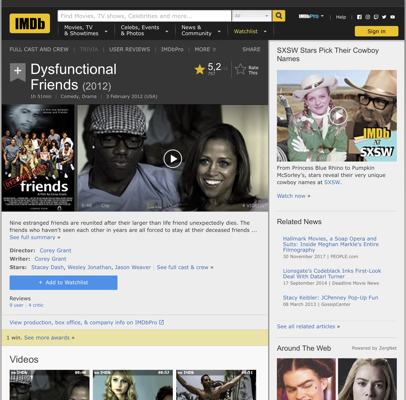 IMDb
Find Movies, TV shows, Celebrities and more...
All
IMDbPro
Help
Movies, TV
& Showtimes
Celebs, Events
& Photos
News &
Community
Watchlist
Sign in
FULL CAST AND CREW
TRIVIA
USER REVIEWS
IMDbPro
MORE
SHARE
+
Dysfunctional
Friends (2012)
5,2
Rate
This
1h 51min | Comedy, Drama | 3 February 2012 (USA)
friends
Clip
Nine estranged friends are reunited after their larger than life friend unexpectedly dies. The
friends who haven't seen each other in years are all forced to stay at their deceased friends ...
See full summary »
Director: Corey Grant
Writer: Corey Grant
Stars: Stacey Dash, Wesley Jonathan, Jason Weaver | See full cast & crew »
+ Add to Watchlist
Reviews
9 user | 4 critic
View production, box office, & company info on IMDbPro
1 win. See more awards »
Videos
SXSW Stars Pick Their Cowboy
Names
IMDb
AT
SXSW
From Princess Blue Rhino to Pumpkin
McSorley, stars reveal their very unique
cowboy names at SXSW.
Watch now »
Related News
Hallmark Movies, a Soap Opera and
Suits: Inside Meghan Markle's Entire
Filmography
30 November 2017 | PEOPLE.com
Lionsgate's Codeblack Inks First-Look
Deal With Datari Turner
17 September 2014 | Deadline Movie News
Stacy Keibler: JCPenney Pop-Up Fun
08 March 2013 | GossipCenter
See all related articles »
Around The Web
Powered by ZergNet